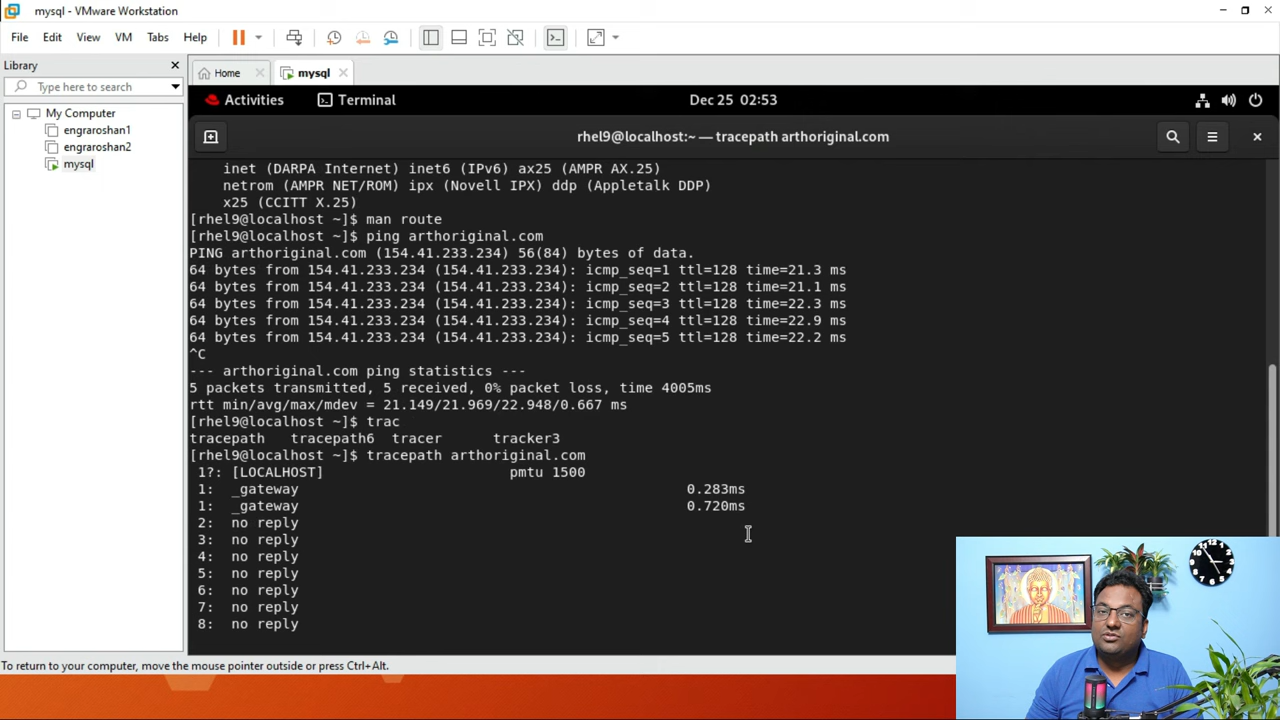 mysql - VMware Workstation
File Edit View VM Tabs Help
Library
Type here to search
My Computer
engraroshan1
engraroshan2
mysql
Home
mysql
Activities
Terminal
Dec 25 02:53
rhel9@localhost:~ — tracepath arthoriginal.com
inet (DARPA Internet) inet6 (IPv6) ax25 (AMPR AX.25)
netrom (AMPR NET/ROM) ipx (Novell IPX) ddp (Appletalk DDP)
x25 (CCITT X.25)
[rhel9@localhost ~]$ man route
[rhel9@localhost ~]$ ping arthoriginal.com
PING arthoriginal.com (154.41.233.234) 56(84) bytes of data.
64 bytes from 154.41.233.234 (154.41.233.234): icmp_seq=1 ttl=128 time=21.3 ms
64 bytes from 154.41.233.234 (154.41.233.234): icmp_seq=2 ttl=128 time=21.1 ms
64 bytes from 154.41.233.234 (154.41.233.234): icmp_seq=3 ttl=128 time=22.3 ms
64 bytes from 154.41.233.234 (154.41.233.234): icmp_seq=4 ttl=128 time=22.9 ms
64 bytes from 154.41.233.234 (154.41.233.234): icmp_seq=5 ttl=128 time=22.2 ms
^C
--- arthoriginal.com ping statistics ---
5 packets transmitted, 5 received, 0% packet loss, time 4005ms
rtt min/avg/max/mdev = 21.149/21.969/22.948/0.667 ms
[rhel9@localhost ~]$ trac
tracepath tracepath6 tracer tracker3
[rhel9@localhost ~]$ tracepath arthoriginal.com
1?: [LOCALHOST] pmtu 1500
1: _gateway 0.283ms
1: _gateway 0.720ms
2: no reply
3: no reply
4: no reply
5: no reply
6: no reply
7: no reply
8: no reply
To return to your computer, move the mouse pointer outside or press Ctrl+Alt.